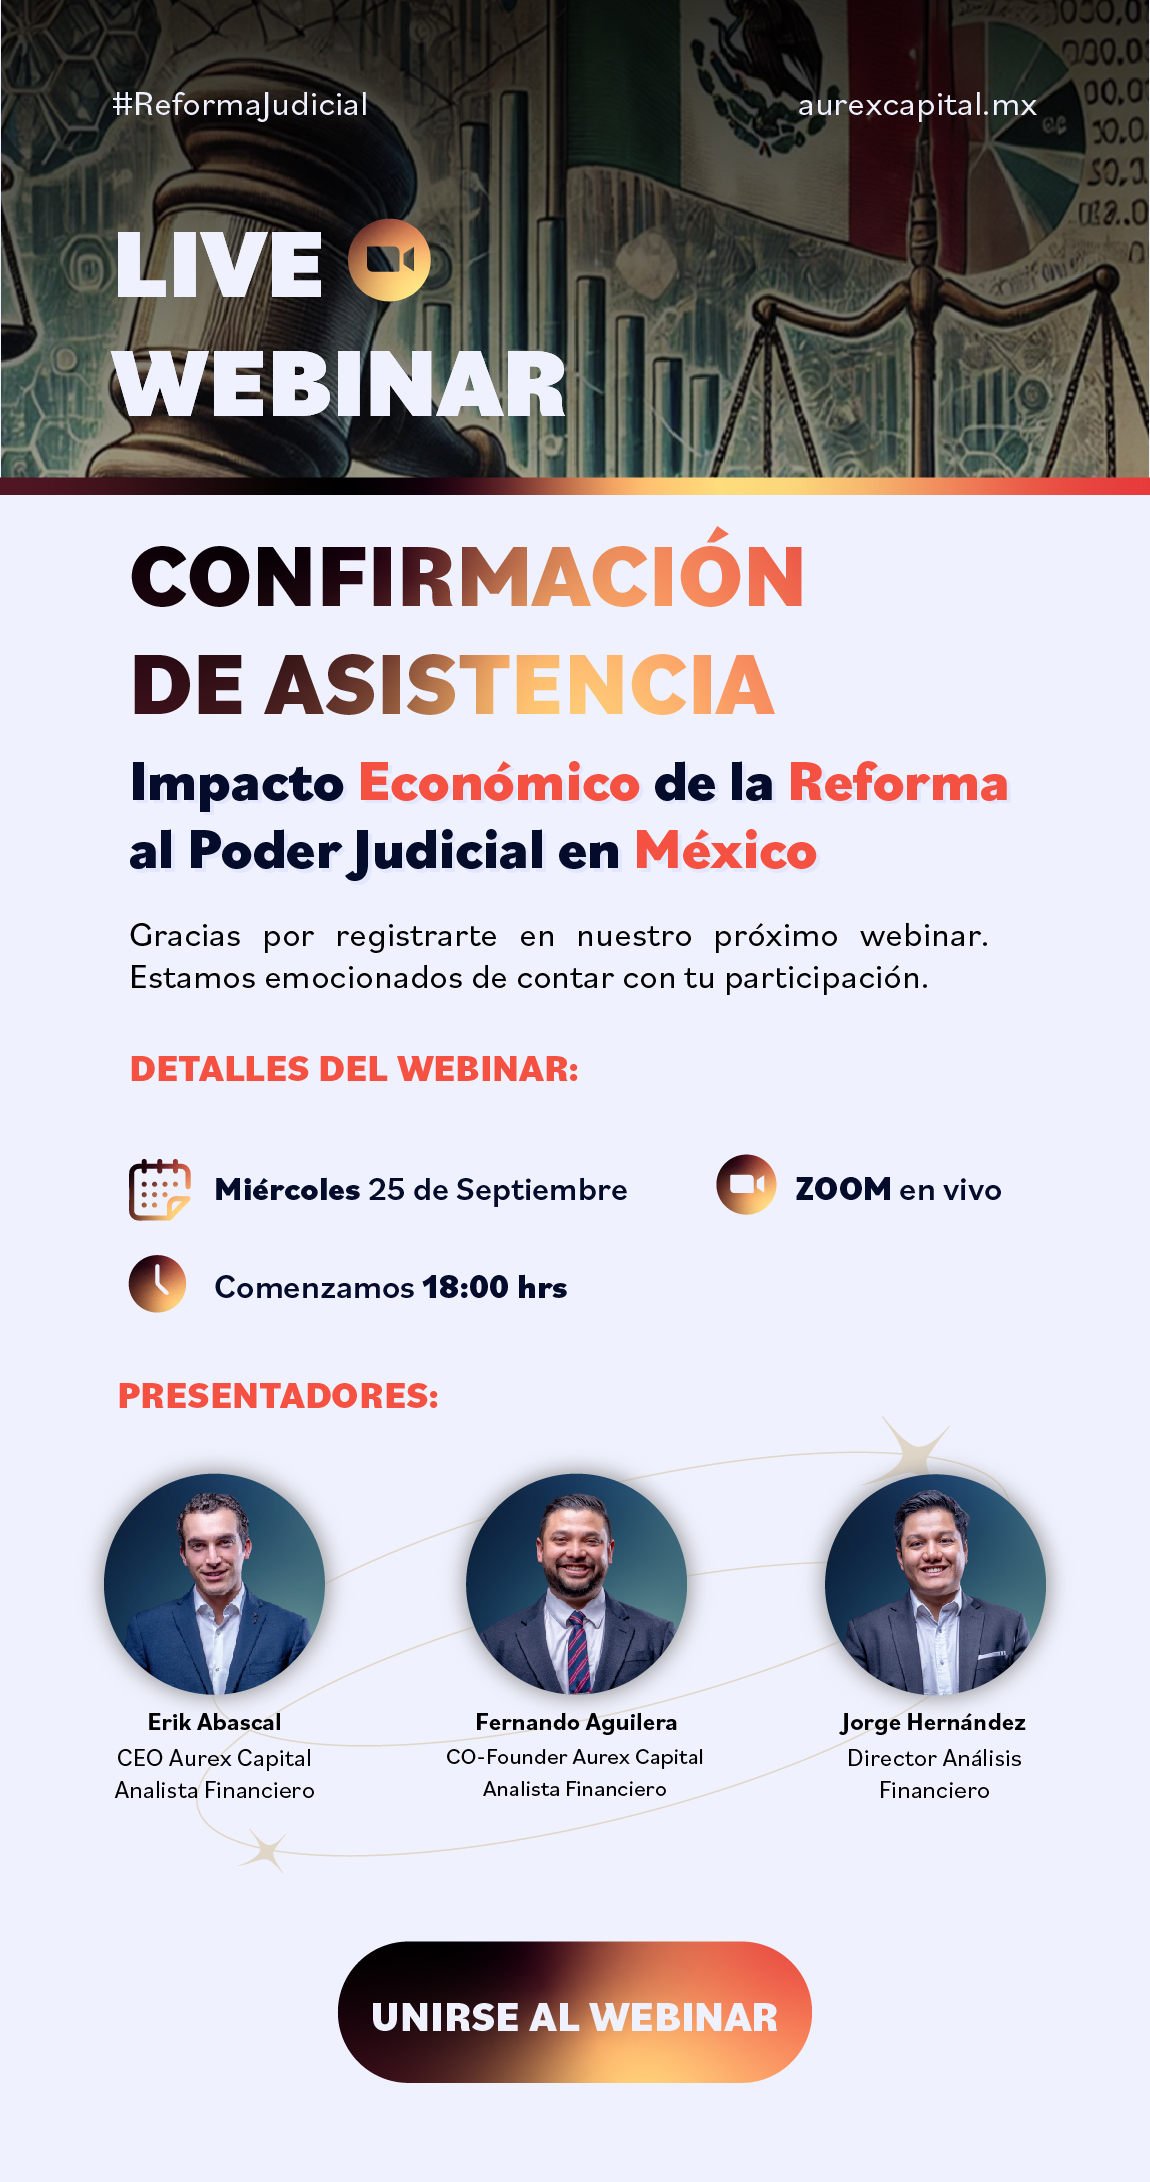 #ReformaJudicial
aurexcapital.mx
LIVE
WEBINAR
CONFIRMACIÓN
DE ASISTENCIA
Impacto Económico de la Reforma
al Poder Judicial en México
Gracias por registrarte en nuestro próximo webinar.
Estamos emocionados de contar con tu participación.
DETALLES DEL WEBINAR:
Miércoles 25 de Septiembre
ZOOM en vivo
Comenzamos 18:00 hrs
PRESENTADORES:
Erik Abascal
CEO Aurex Capital
Analista Financiero
Fernando Aguilera
CO-Founder Aurex Capital
Analista Financiero
Jorge Hernández
Director Análisis
Financiero
UNIRSE AL WEBINAR